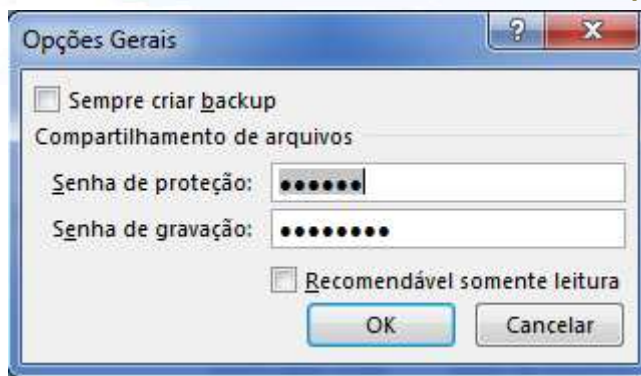 Opções Gerais
Sempre criar backup
Compartilhamento de arquivos
Senha de proteção: ●●●●●●
Senha de gravação: ●●●●●●●●
Recomendável somente leitura
OK Cancelar